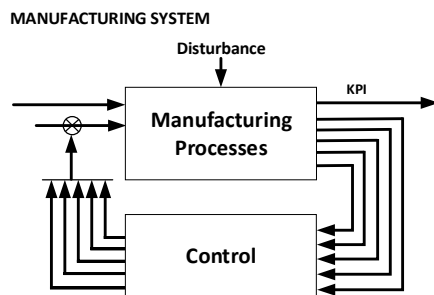 MANUFACTURING SYSTEM
Disturbance
KPI
Manufacturing
Processes
Control